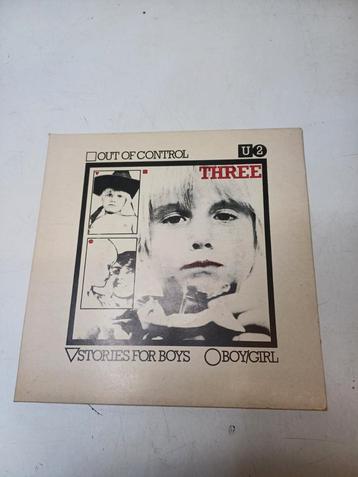 OUT OF CONTROL
U2
THREE
STORIES FOR BOYS
BOY/GIRL